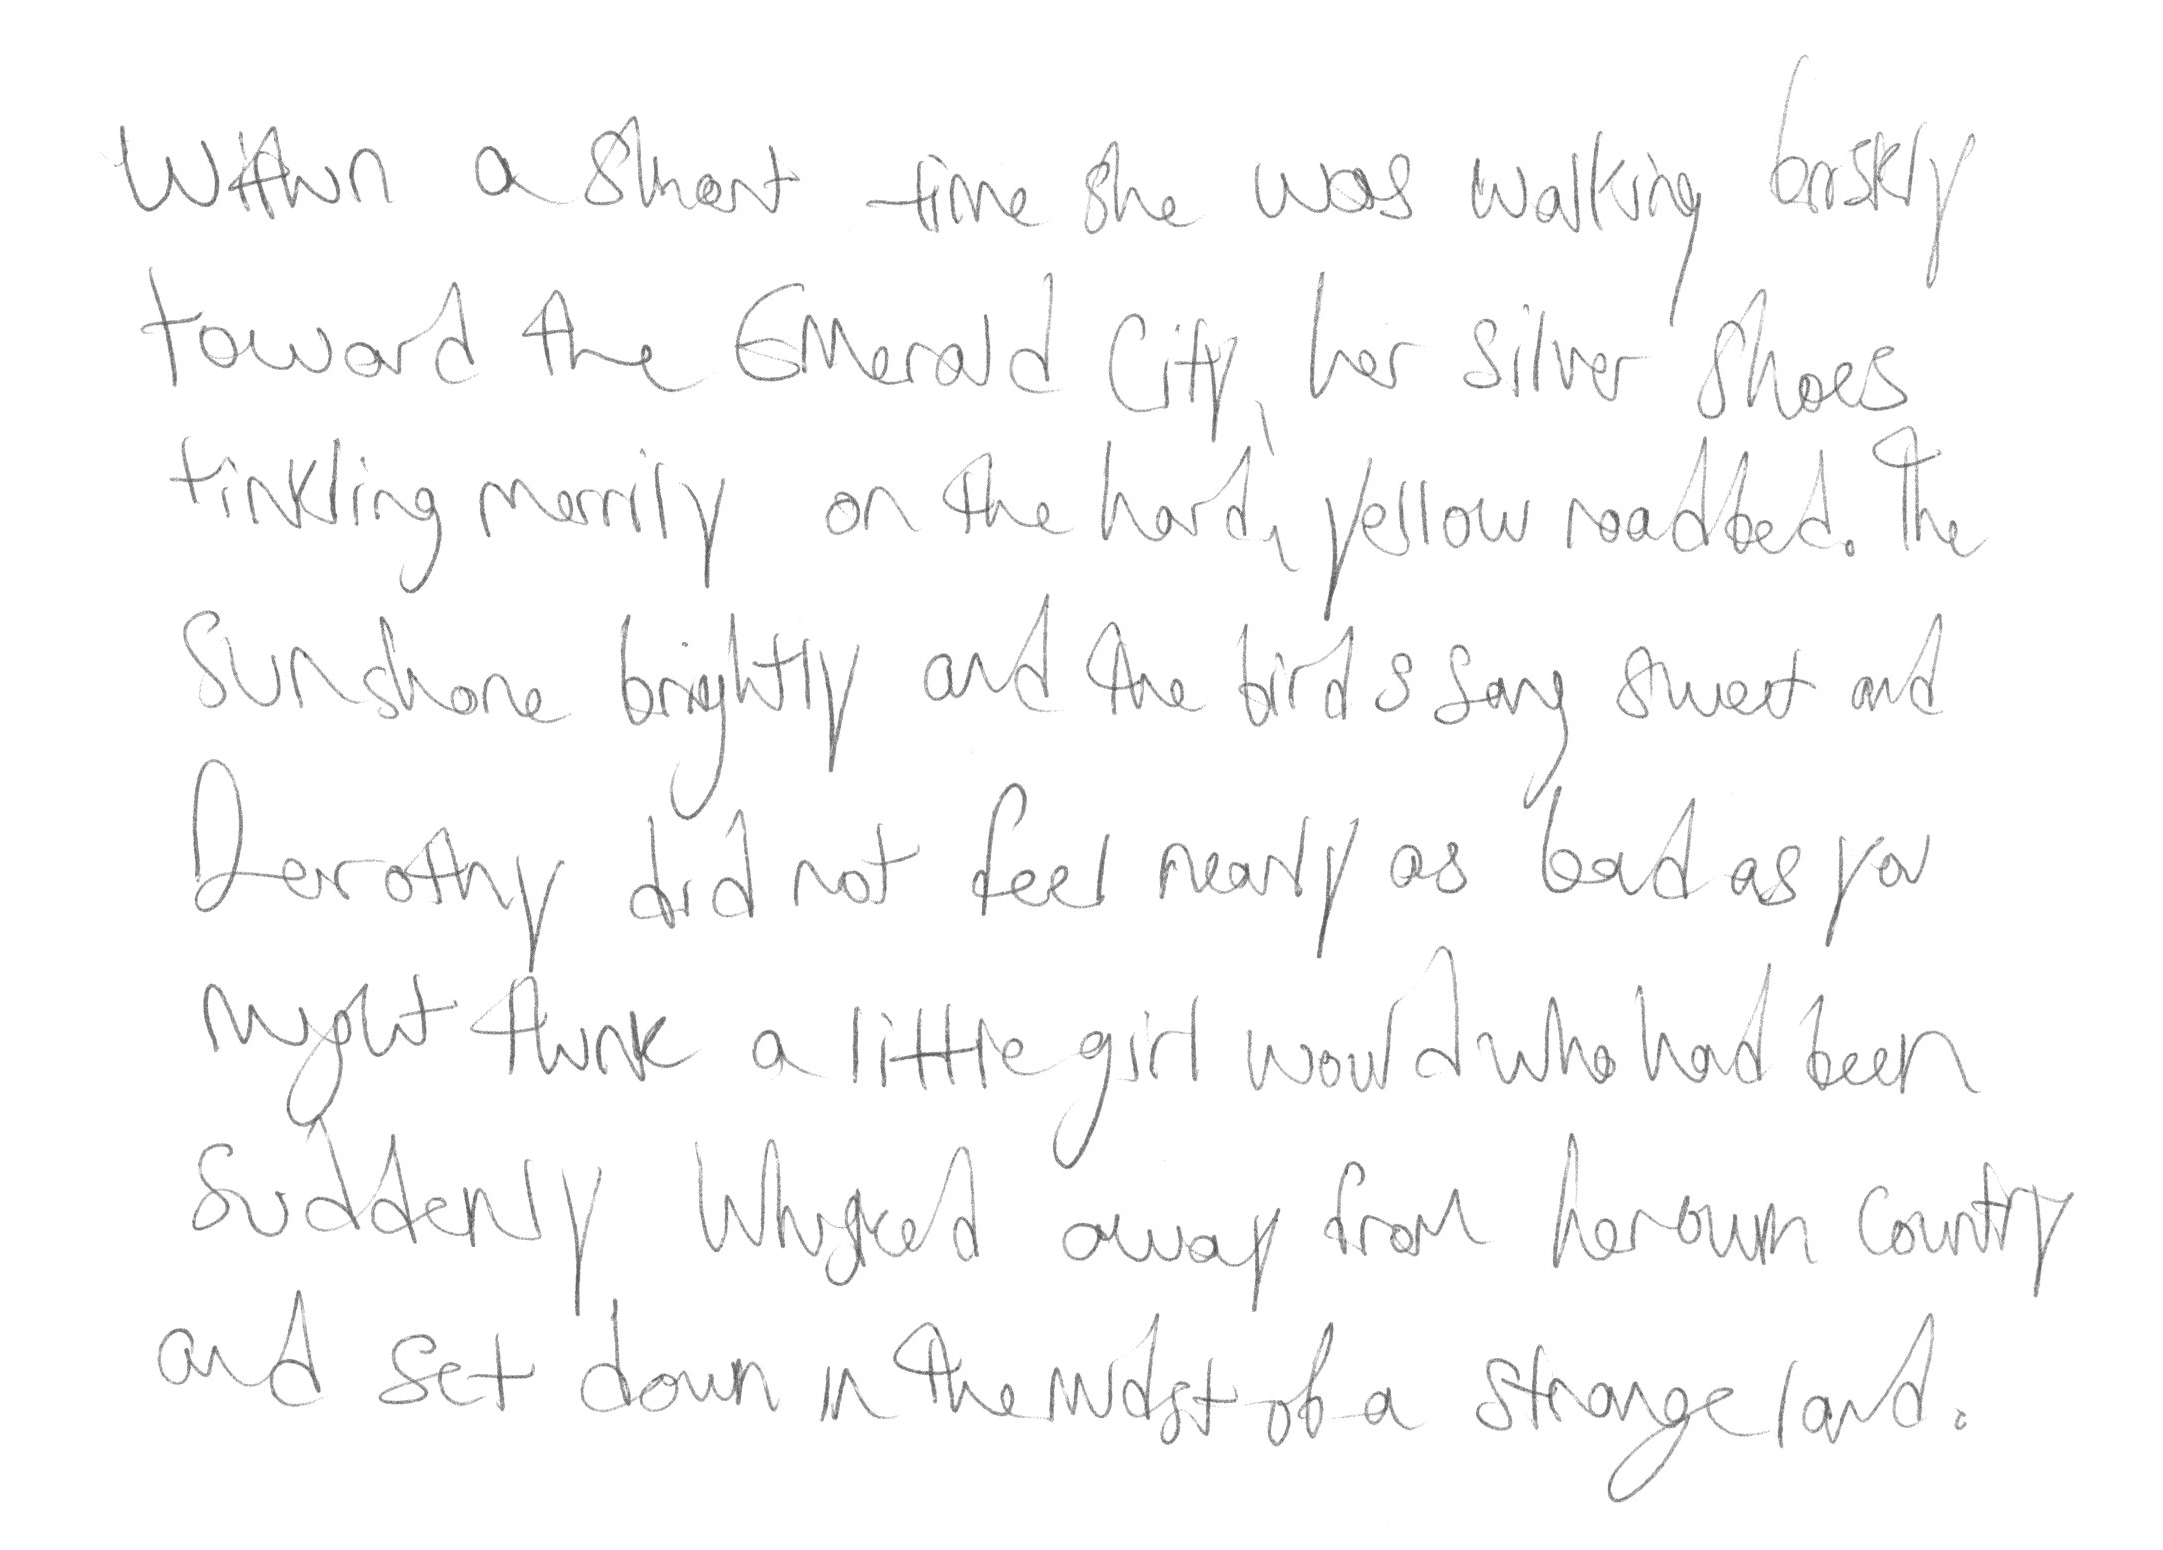 Within a short time she was walking briskly
toward the Emerald City, her silver shoes
tinkling merrily on the hard, yellow roadbed. The
sun shone brightly and the birds sang sweet and
Dorothy did not feel nearly as bad as you
might think a little girl would who had been
suddenly whisked away from her own country
and set down in the midst of a strange land.